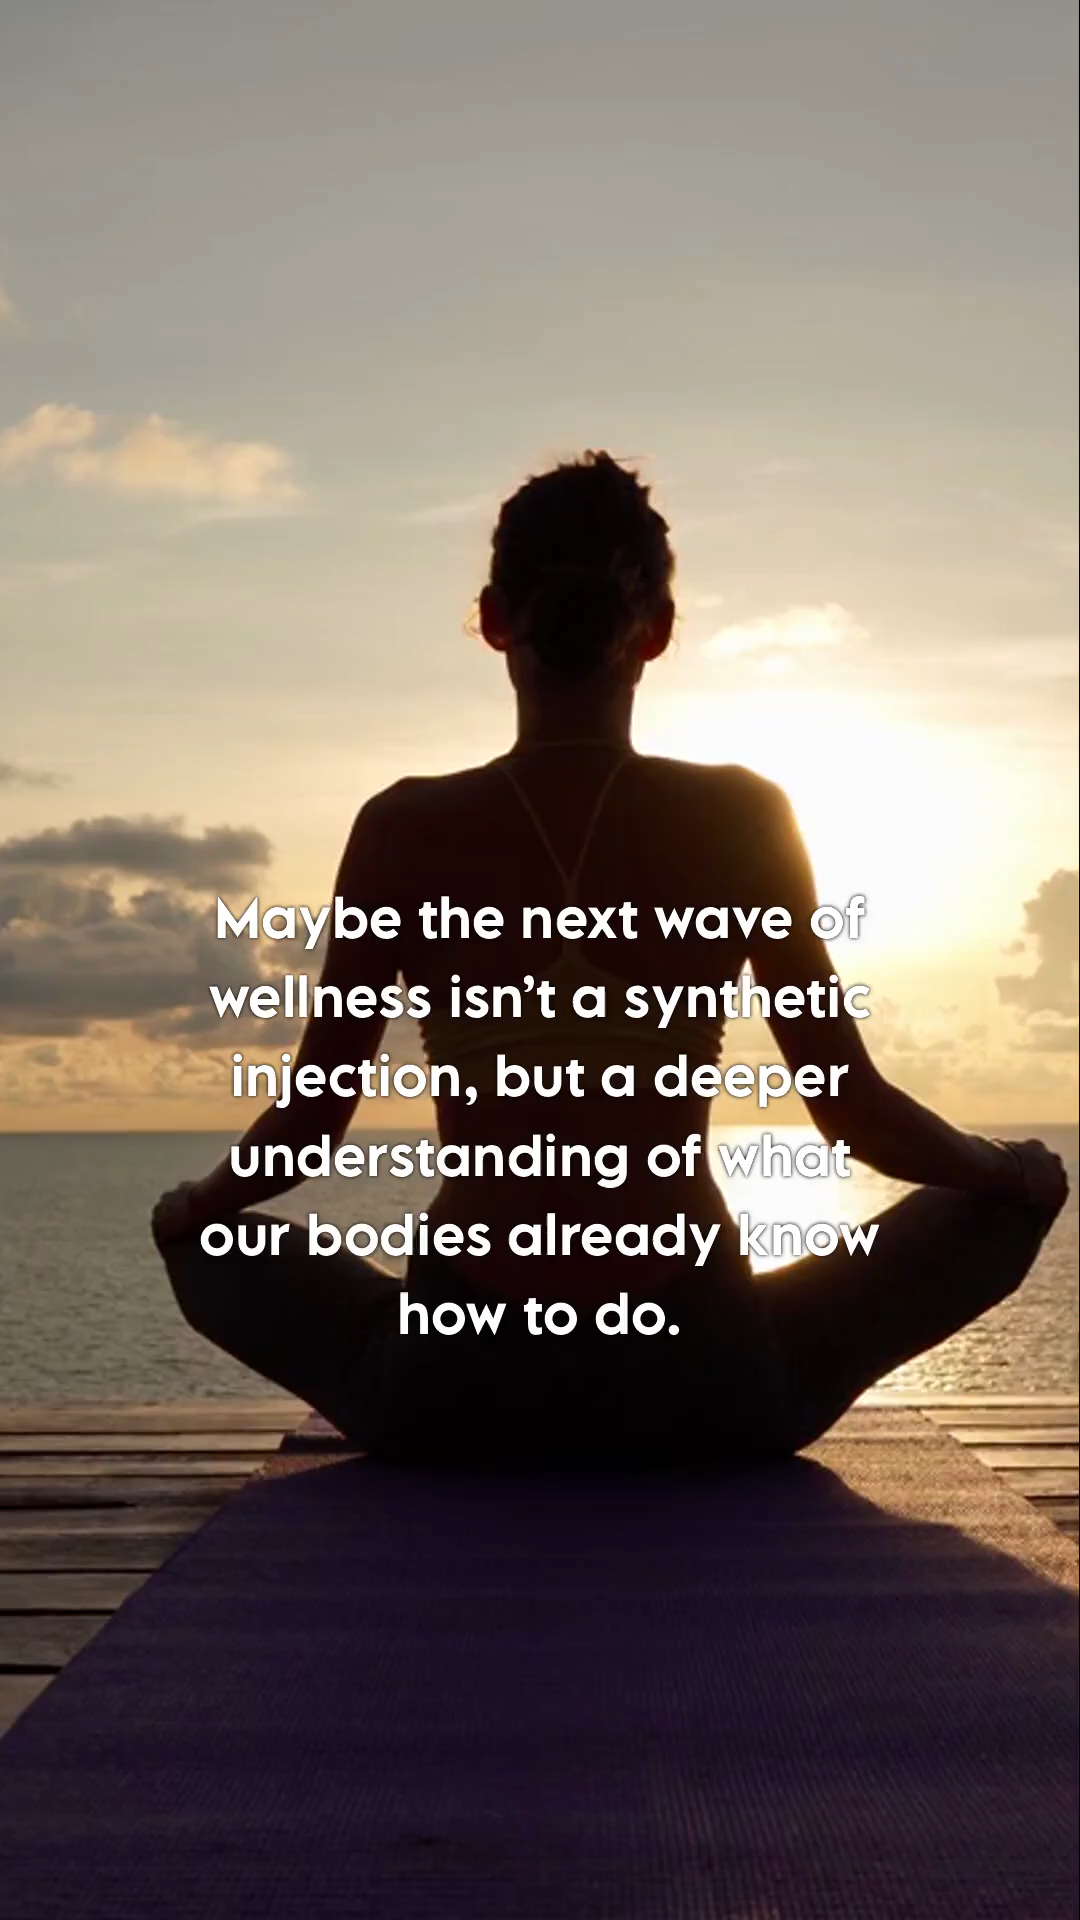 Maybe the next wave of
wellness isn’t a synthetic
injection, but a deeper
understanding of what
our bodies already know
how to do.